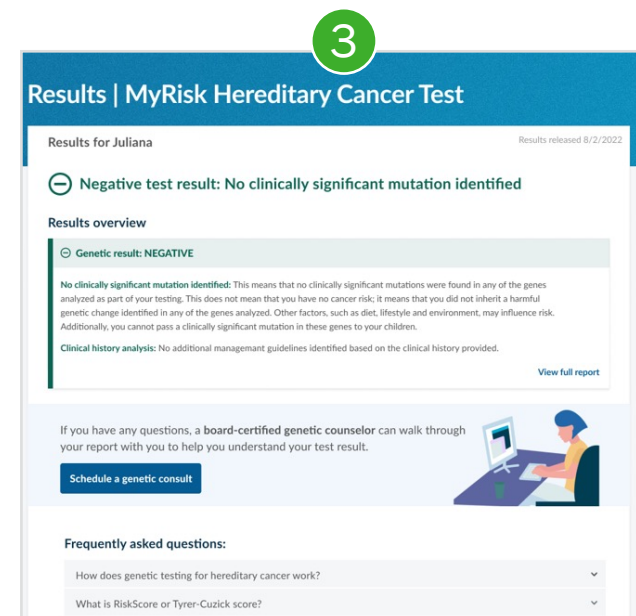 3
Results | MyRisk Hereditary Cancer Test
Results for Juliana
Results released 8/2/2022
Negative test result: No clinically significant mutation identified
Results overview
Genetic result: NEGATIVE
No clinically significant mutation identified: This means that no clinically significant mutations were found in any of the genes
analyzed as part of your testing. This does not mean that you have no cancer risk; it means that you did not inherit a harmful
genetic change identified in any of the genes analyzed. Other factors, such as diet, lifestyle and environment, may influence risk.
Additionally, you cannot pass a clinically significant mutation in these genes to your children.
Clinical history analysis: No additional managemant guidelines identified based on the clinical history provided.
View full report
If you have any questions, a board-certified genetic counselor can walk through
your report with you to help you understand your test result.
Schedule a genetic consult
Frequently asked questions:
How does genetic testing for hereditary cancer work?
What is RiskScore or Tyrer-Cuzick score?